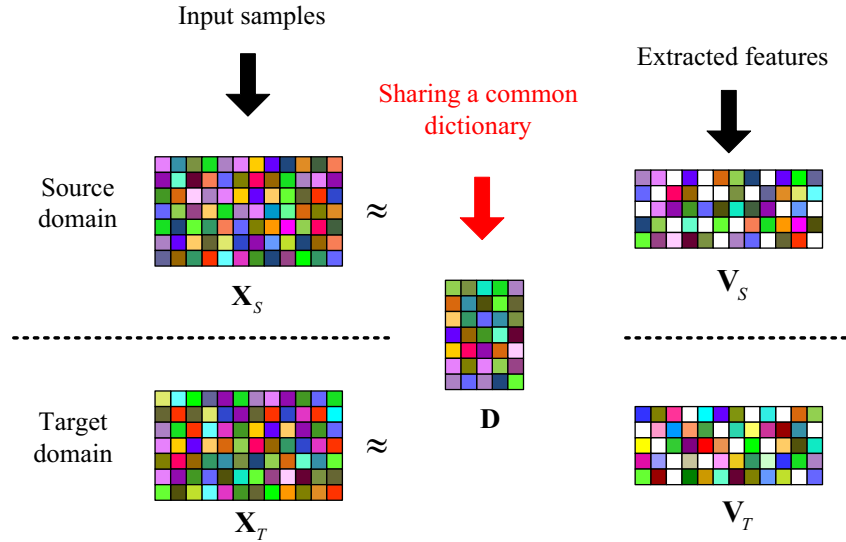 Input samples
Extracted features
Sharing a common
dictionary
Source
domain
≈
X_S
V_S
D
Target
domain
≈
X_T
V_T